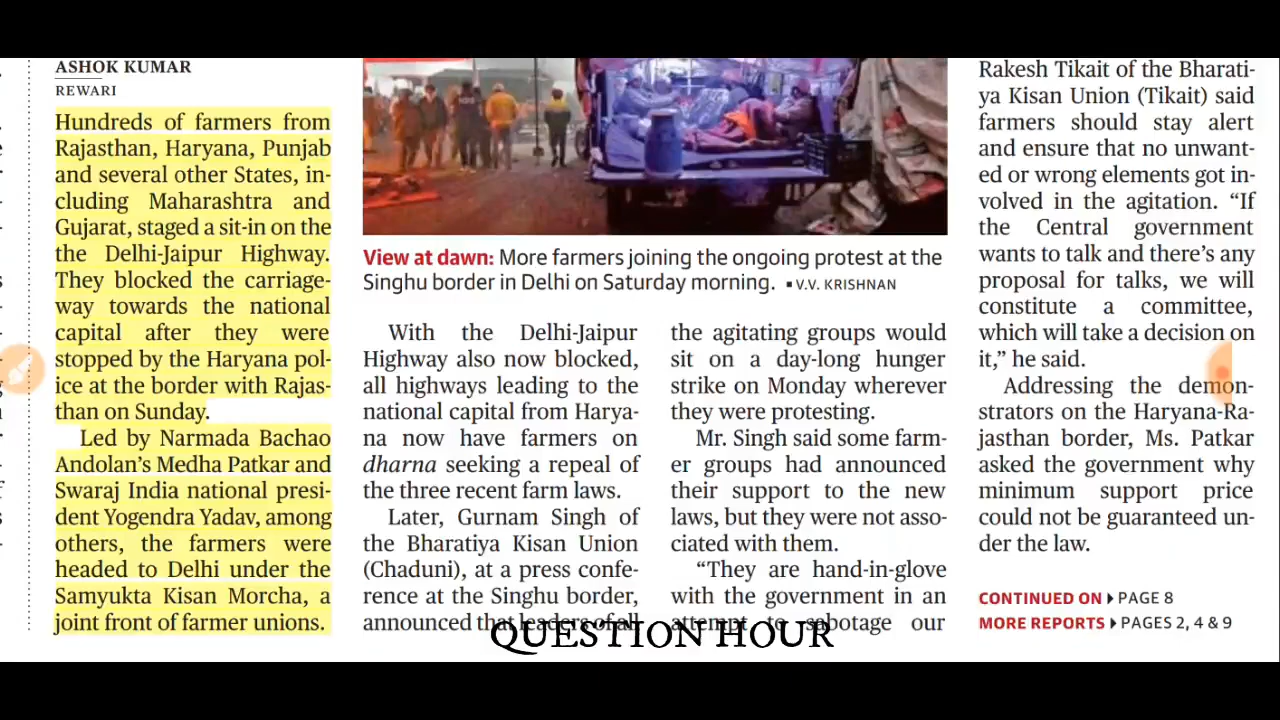 ASHOK KUMAR
REWARI
Hundreds of farmers from
Rajasthan, Haryana, Punjab
and several other States, in-
cluding Maharashtra and
Gujarat, staged a sit-in on the
the Delhi-Jaipur Highway.
They blocked the carriage-
way towards the national
capital after they were
stopped by the Haryana pol-
ice at the border with Rajas-
than on Sunday.
Led by Narmada Bachao
Andolan's Medha Patkar and
Swaraj India national presi-
dent Yogendra Yadav, among
others, the farmers were
headed to Delhi under the
Samyukta Kisan Morcha, a
joint front of farmer unions.
View at dawn: More farmers joining the ongoing protest at the
Singhu border in Delhi on Saturday morning. ▪ V.V. KRISHNAN
With the Delhi-Jaipur
Highway also now blocked,
all highways leading to the
national capital from Harya-
na now have farmers on
dharna seeking a repeal of
the three recent farm laws.
Later, Gurnam Singh of
the Bharatiya Kisan Union
(Chaduni), at a press confe-
rence at the Singhu border,
announced that leaders of all
the agitating groups would
sit on a day-long hunger
strike on Monday wherever
they were protesting.
Mr. Singh said some farm-
er groups had announced
their support to the new
laws, but they were not asso-
ciated with them.
“They are hand-in-glove
with the government in an
attempt to sabotage our
Rakesh Tikait of the Bharati-
ya Kisan Union (Tikait) said
farmers should stay alert
and ensure that no unwant-
ed or wrong elements got in-
volved in the agitation. “If
the Central government
wants to talk and there's any
proposal for talks, we will
constitute a committee,
which will take a decision on
it,” he said.
Addressing the demon-
strators on the Haryana-Ra-
jasthan border, Ms. Patkar
asked the government why
minimum support price
could not be guaranteed un-
der the law.
CONTINUED ON ▸ PAGE 8
MORE REPORTS ▸ PAGES 2, 4 & 9
QUESTION HOUR